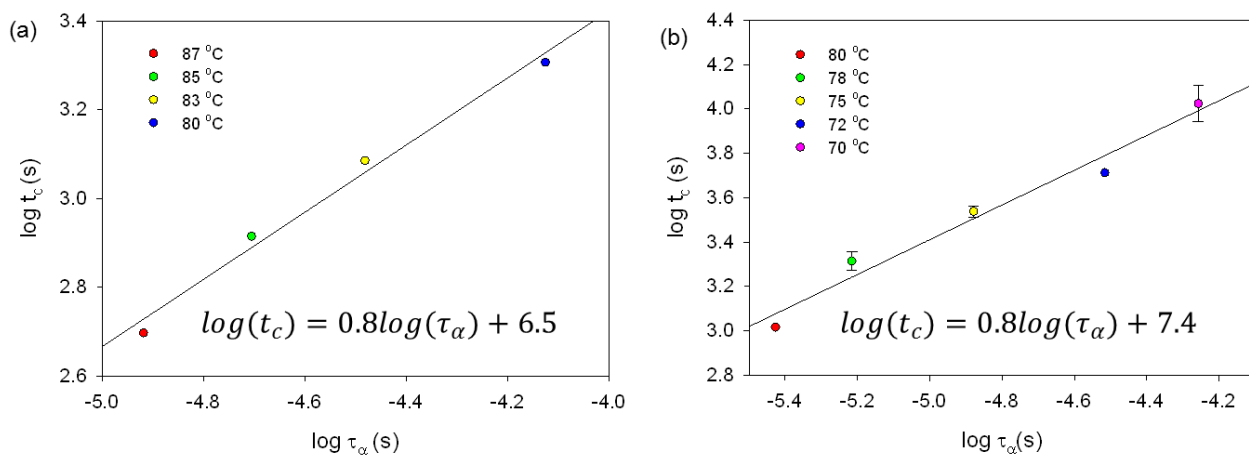 (a)
87 °C
85 °C
83 °C
80 °C
3.4
3.2
3.0
2.8
2.6
log t_c (s)
log(t_c) = 0.8log(τ_α) + 6.5
-5.0 -4.8 -4.6 -4.4 -4.2 -4.0
log τ_α (s)
(b)
80 °C
78 °C
75 °C
72 °C
70 °C
4.4
4.2
4.0
3.8
3.6
3.4
3.2
3.0
2.8
log t_c (s)
log(t_c) = 0.8log(τ_α) + 7.4
-5.4 -5.2 -5.0 -4.8 -4.6 -4.4 -4.2
log τ_α(s)